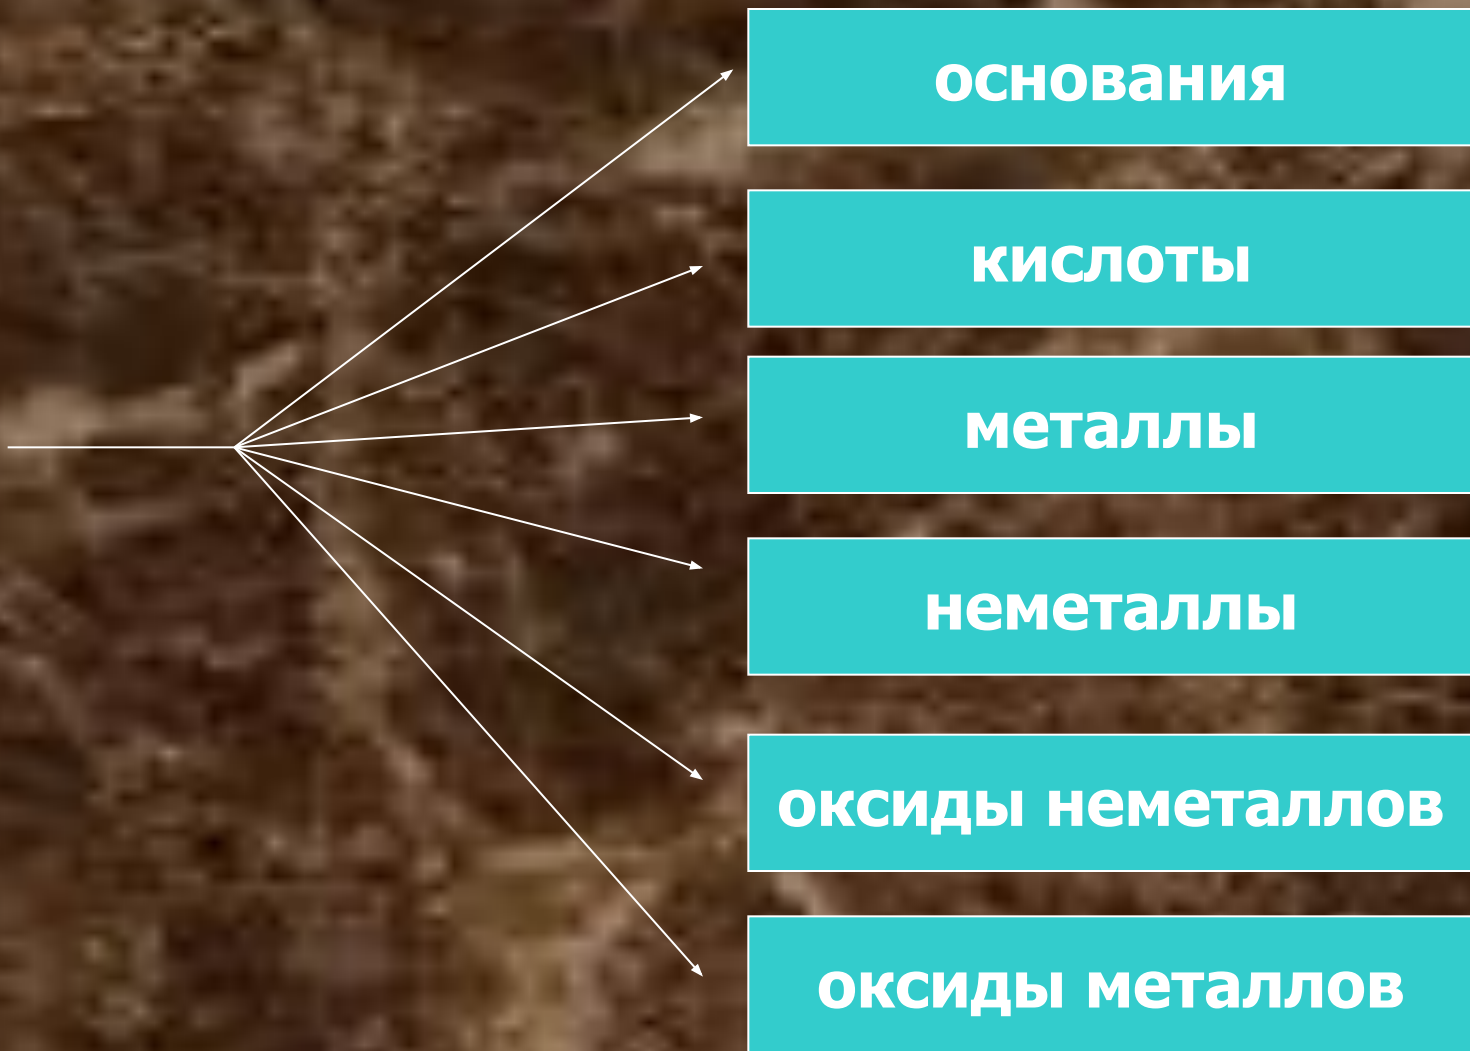 основания
кислоты
металлы
неметаллы
оксиды неметаллов
оксиды металлов